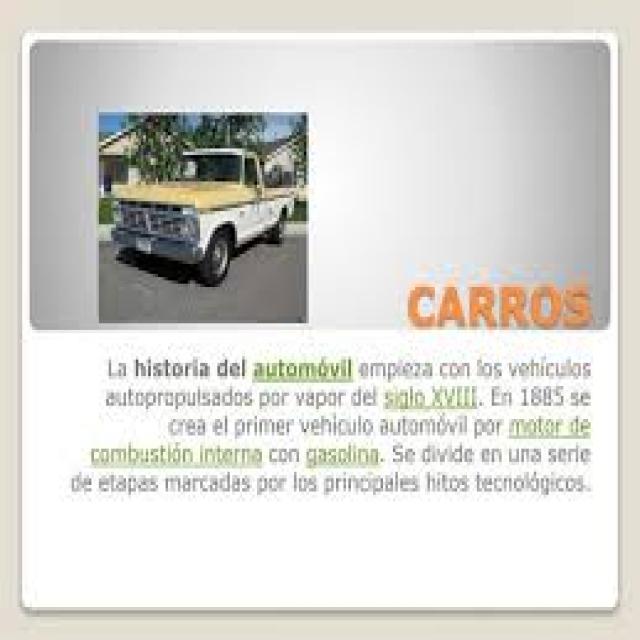 CARROS
La historia del automóvil empieza con los vehículos
autopropulsados por vapor del siglo XVIII. En 1885 se
crea el primer vehículo automóvil por motor de
combustión interna con gasolina. Se divide en una serie
de etapas marcadas por los principales hitos tecnológicos.